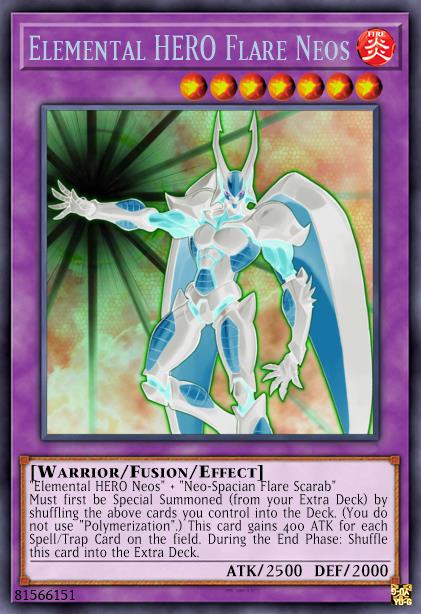 Elemental HERO Flare Neos
FIRE
炎
[Warrior/Fusion/Effect]
"Elemental HERO Neos" + "Neo-Spacian Flare Scarab"
Must first be Special Summoned (from your Extra Deck) by
shuffling the above cards you control into the Deck. (You do
not use "Polymerization".) This card gains 400 ATK for each
Spell/Trap Card on the field. During the End Phase: Shuffle
this card into the Extra Deck.
ATK/2500 DEF/2000
81566151